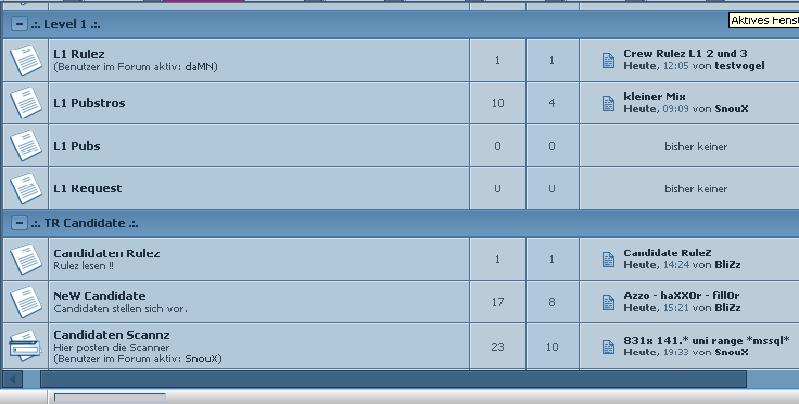 .:. Level 1 .:.
Aktives Fenst
L1 Rulez
(Benutzer im Forum aktiv: daMN)
1
1
Crew Rulez L1 2 und 3
Heute, 12:05 von testvogel
L1 Pubstros
10
4
kleiner Mix
Heute, 09:09 von SnouX
L1 Pubs
0
0
bisher keiner
L1 Request
0
0
bisher keiner
.:. TR Candidate .:.
Candidaten Rulez
Rulez lesen !!
1
1
Candidate RuleZ
Heute, 14:24 von BliZz
NeW Candidate
Candidaten stellen sich vor.
17
8
Azzo - haXX0r - fill0r
Heute, 15:21 von BliZz
Candidaten Scannz
Hier posten die Scanner
(Benutzer im Forum aktiv: SnouX)
23
10
831x 141.* uni range *mssql*
Heute, 19:33 von SnouX